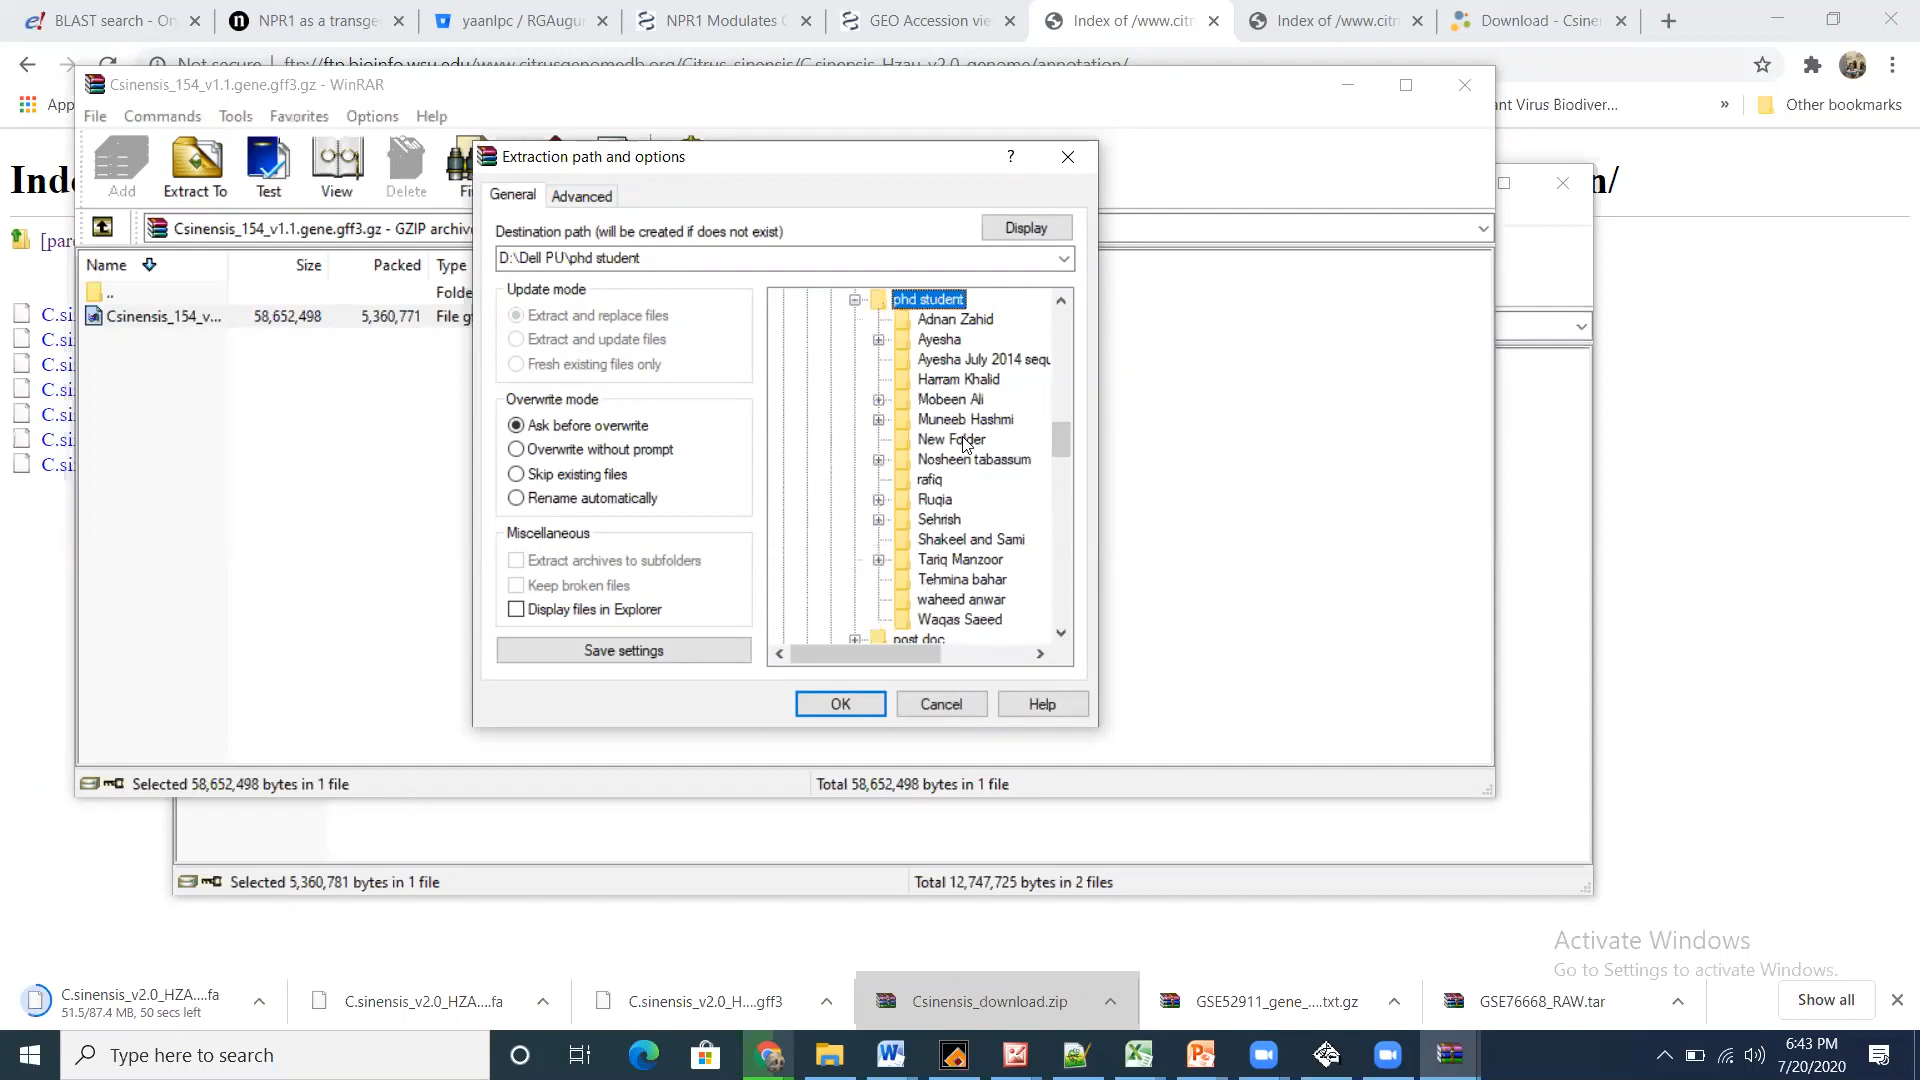 BLAST search - On
NPR1 as a transge
yaanlpc / RGAugur
NPR1 Modulates C
GEO Accession vie
Index of /www.citr
Index of /www.citr
Download - Csiner
Csinensis_154_v1.1.gene.gff3.gz - WinRAR
App
ant Virus Biodiver...
»
Other bookmarks
File Commands Tools Favorites Options Help
Add
Extract To
Test
View
Delete
Fi
Csinensis_154_v1.1.gene.gff3.gz - GZIP archiv
Name Size Packed Type
.. Folde
Csinensis_154_v... 58,652,498 5,360,771 File g
Extraction path and options
General Advanced
Destination path (will be created if does not exist)
Display
D:\Dell PU\phd student
Update mode
Extract and replace files
Extract and update files
Fresh existing files only
Overwrite mode
Ask before overwrite
Overwrite without prompt
Skip existing files
Rename automatically
Miscellaneous
Extract archives to subfolders
Keep broken files
Display files in Explorer
Save settings
phd student
Adnan Zahid
Ayesha
Ayesha July 2014 sequ
Harram Khalid
Mobeen Ali
Muneeb Hashmi
New Folder
Nosheen tabassum
rafiq
Ruqia
Sehrish
Shakeel and Sami
Tariq Manzoor
Tehmina bahar
waheed anwar
Waqas Saeed
post doc
OK Cancel Help
Inde
n/
[par
C.si
C.si
C.si
C.si
C.si
C.si
C.si
Selected 58,652,498 bytes in 1 file
Total 58,652,498 bytes in 1 file
Selected 5,360,781 bytes in 1 file
Total 12,747,725 bytes in 2 files
Activate Windows
Go to Settings to activate Windows.
C.sinensis_v2.0_HZA....fa
51.5/87.4 MB, 50 secs left
C.sinensis_v2.0_HZA....fa
C.sinensis_v2.0_H....gff3
Csinensis_download.zip
GSE52911_gene_....txt.gz
GSE76668_RAW.tar
Show all
Type here to search
6:43 PM
7/20/2020